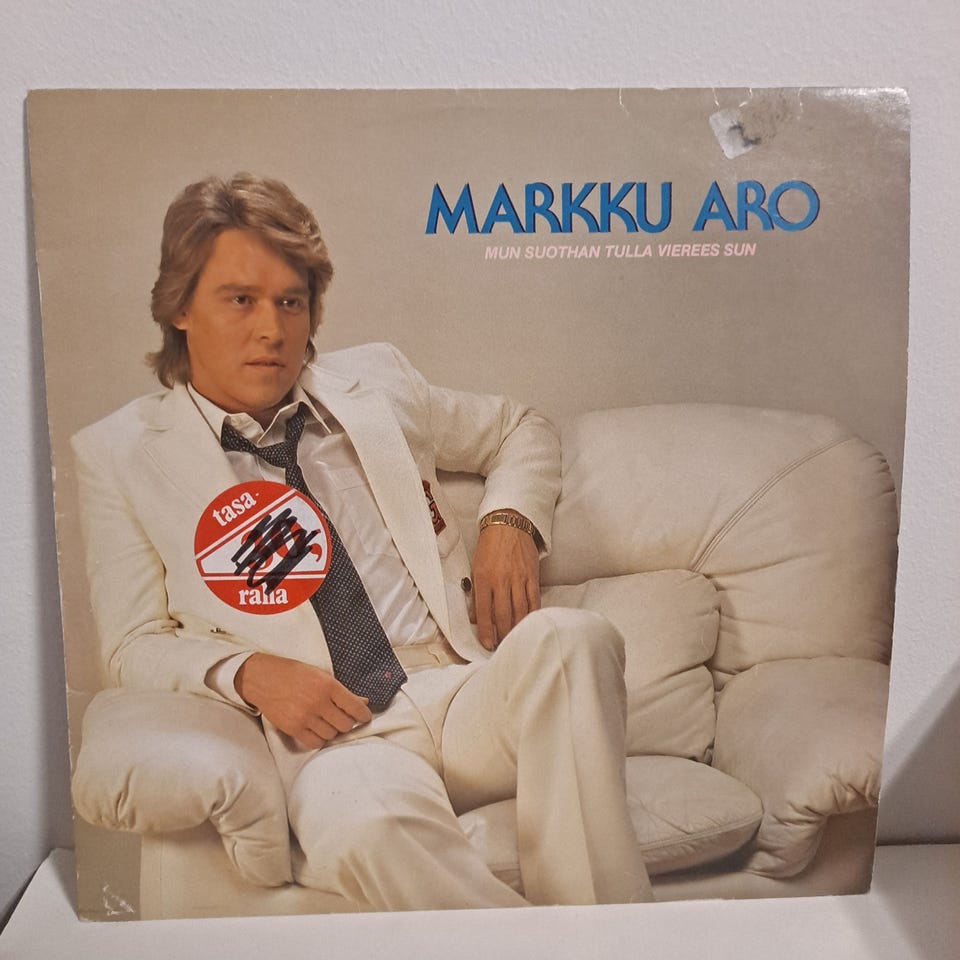 MARKKU ARO
MUN SUOTHAN TULLA VIEREES SUN
tasa-
raha